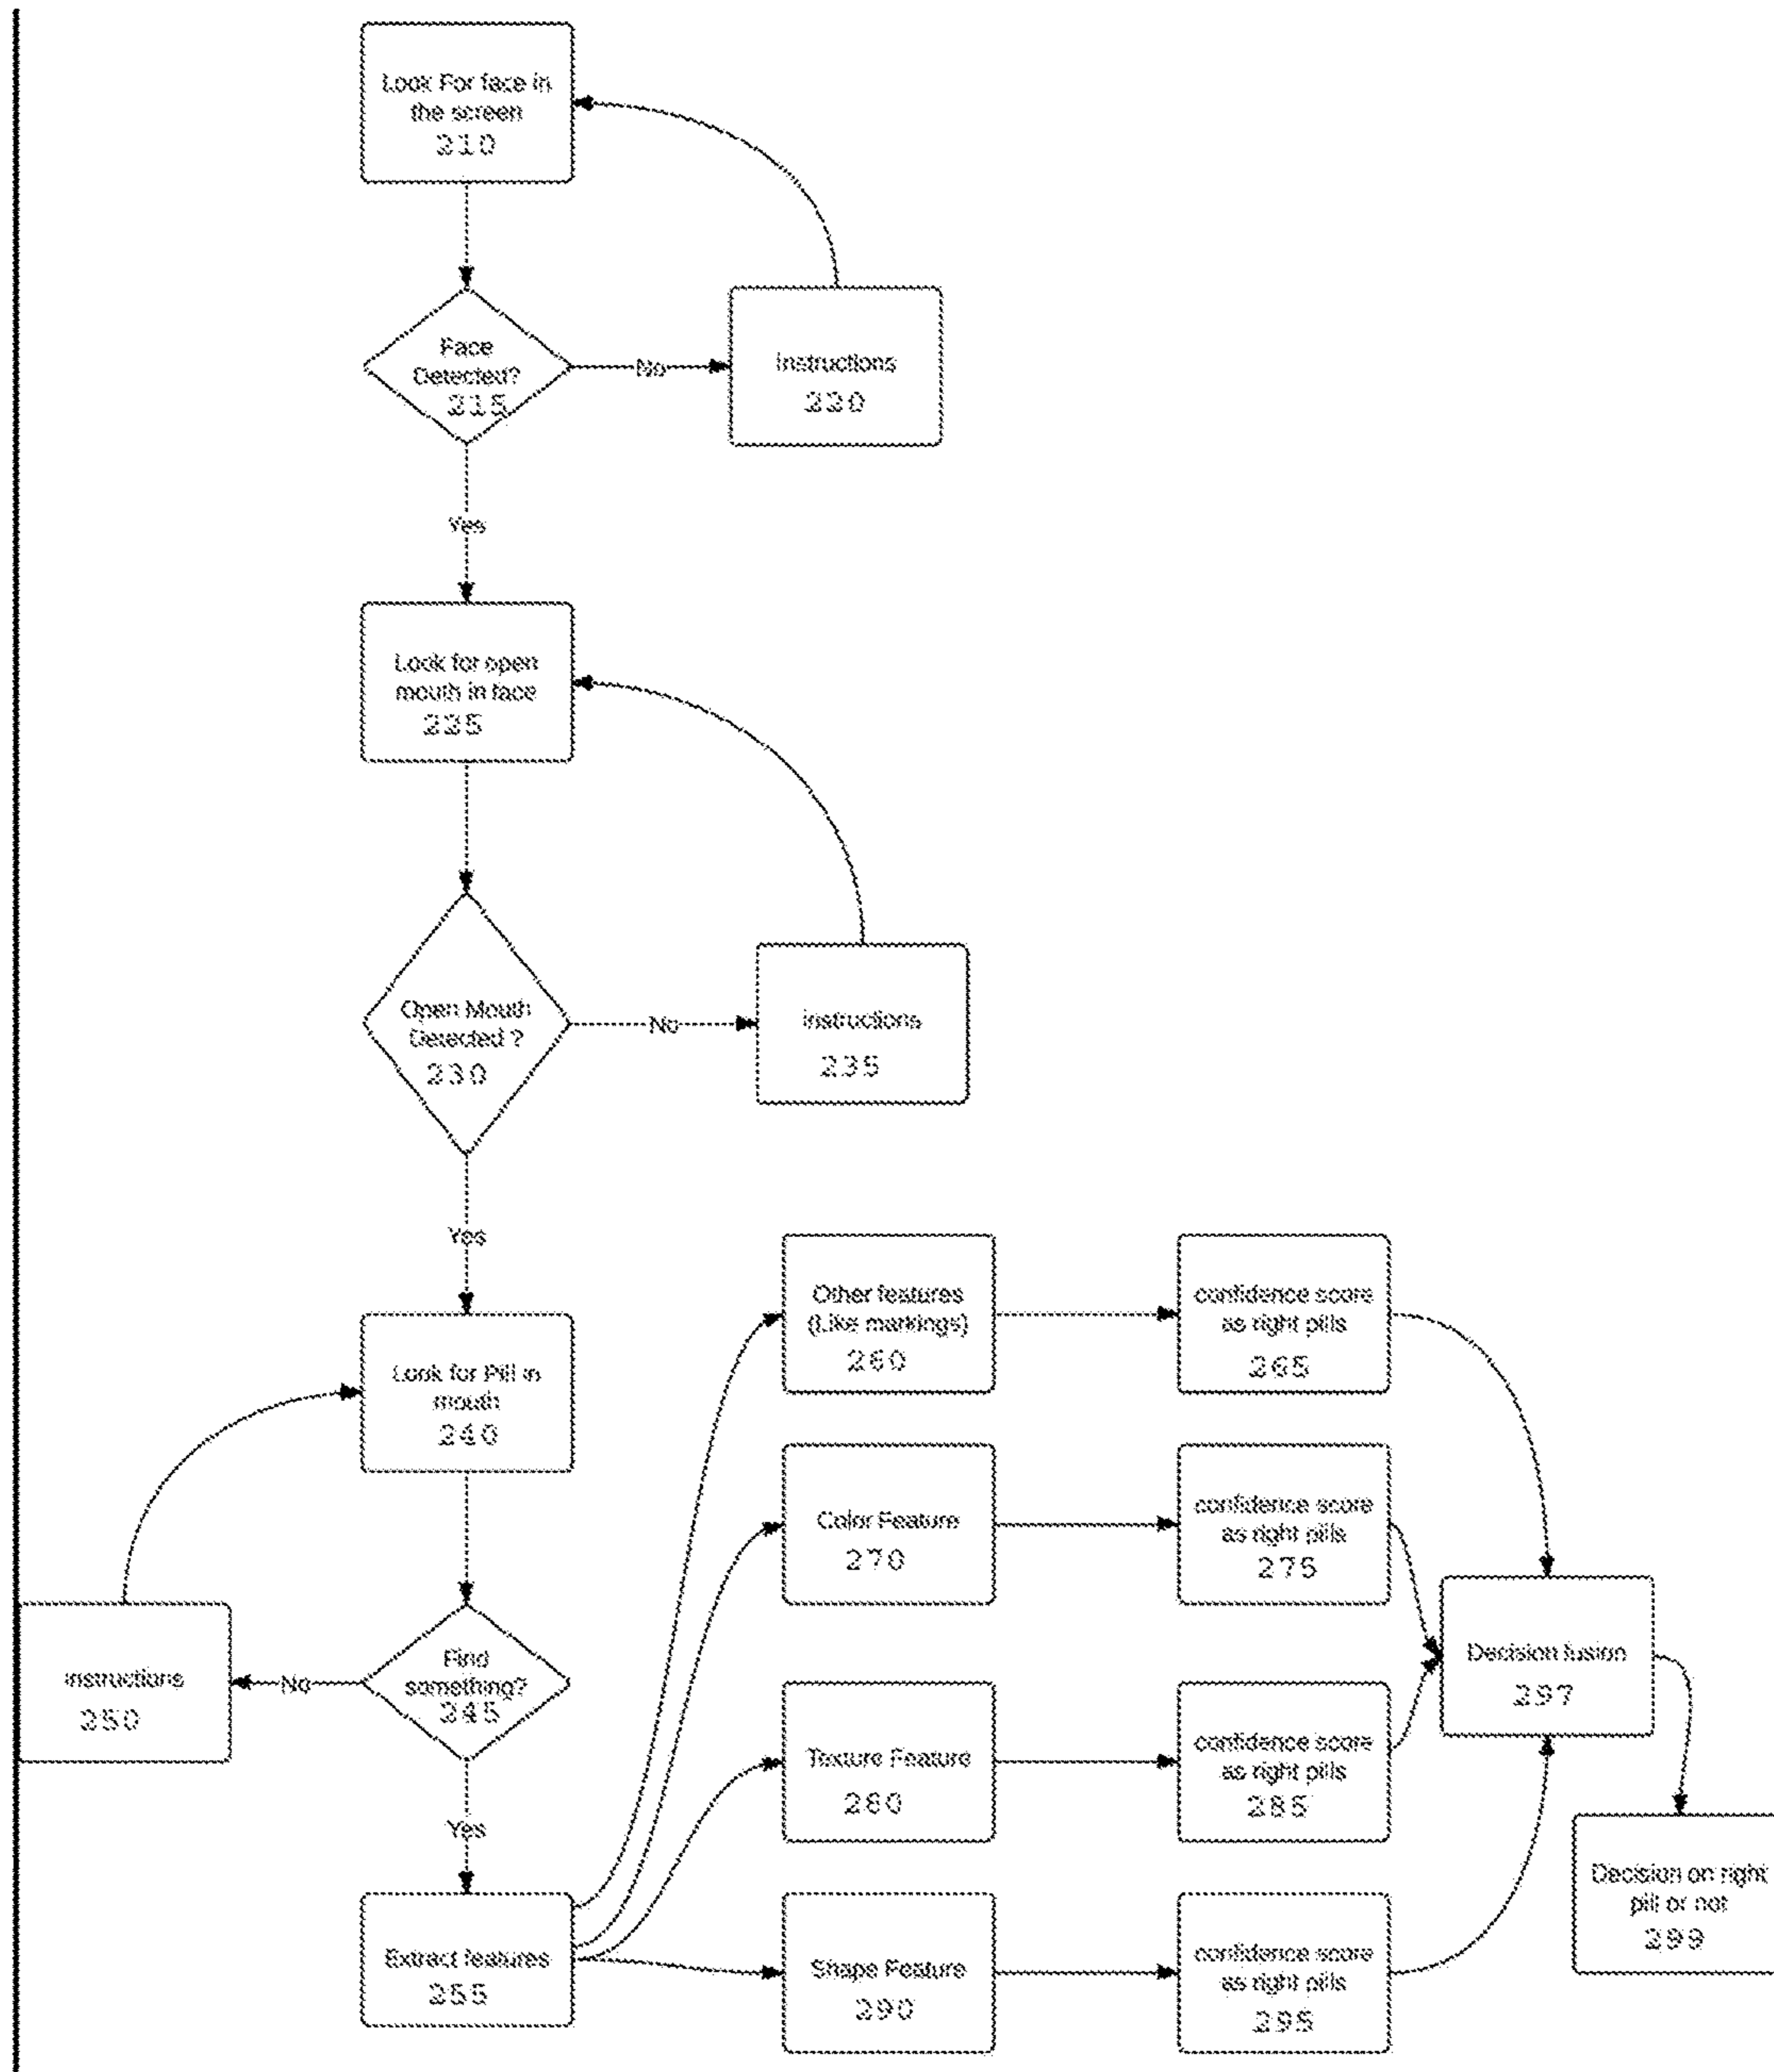 Look For face in
the screen
210
Face
Detected?
215
No
instructions
220
Yes
Look for open
mouth in face
225
Open Mouth
Detected ?
230
No
instructions
235
Yes
Look for Pill in
mouth
240
Find
something?
245
No
instructions
250
Yes
Extract features
255
Other features
(Like markings)
260
confidence score
as right pills
265
Color Feature
270
confidence score
as right pills
275
Texture Feature
280
confidence score
as right pills
285
Shape Feature
290
confidence score
as right pills
295
Decision fusion
297
Decision on right
pill or not
299